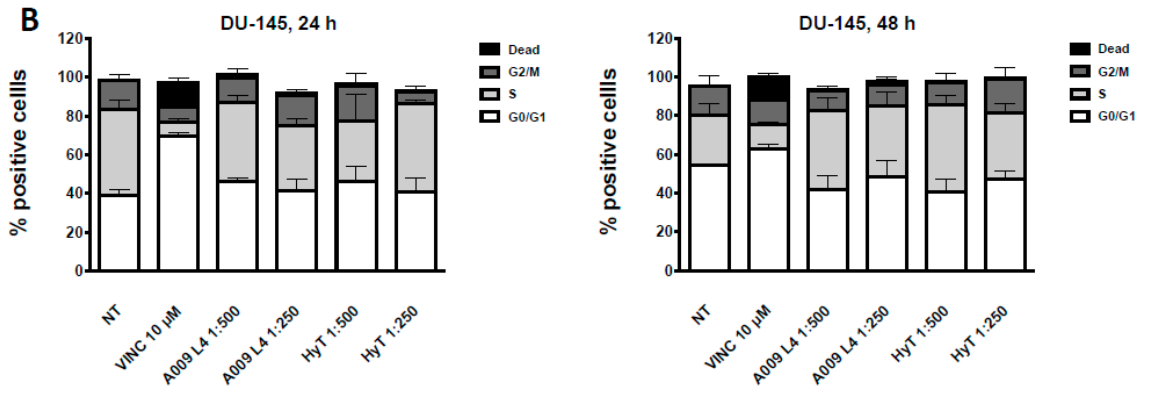 B
DU-145, 24 h
% positive cellls
120
100
80
60
40
20
0
NT
VINC 10 µM
A009 L4 1:500
A009 L4 1:250
HyT 1:500
HyT 1:250
Dead
G2/M
S
G0/G1
DU-145, 48 h
% positive cellls
120
100
80
60
40
20
0
NT
VINC 10 µM
A009 L4 1:500
A009 L4 1:250
HyT 1:500
HyT 1:250
Dead
G2/M
S
G0/G1